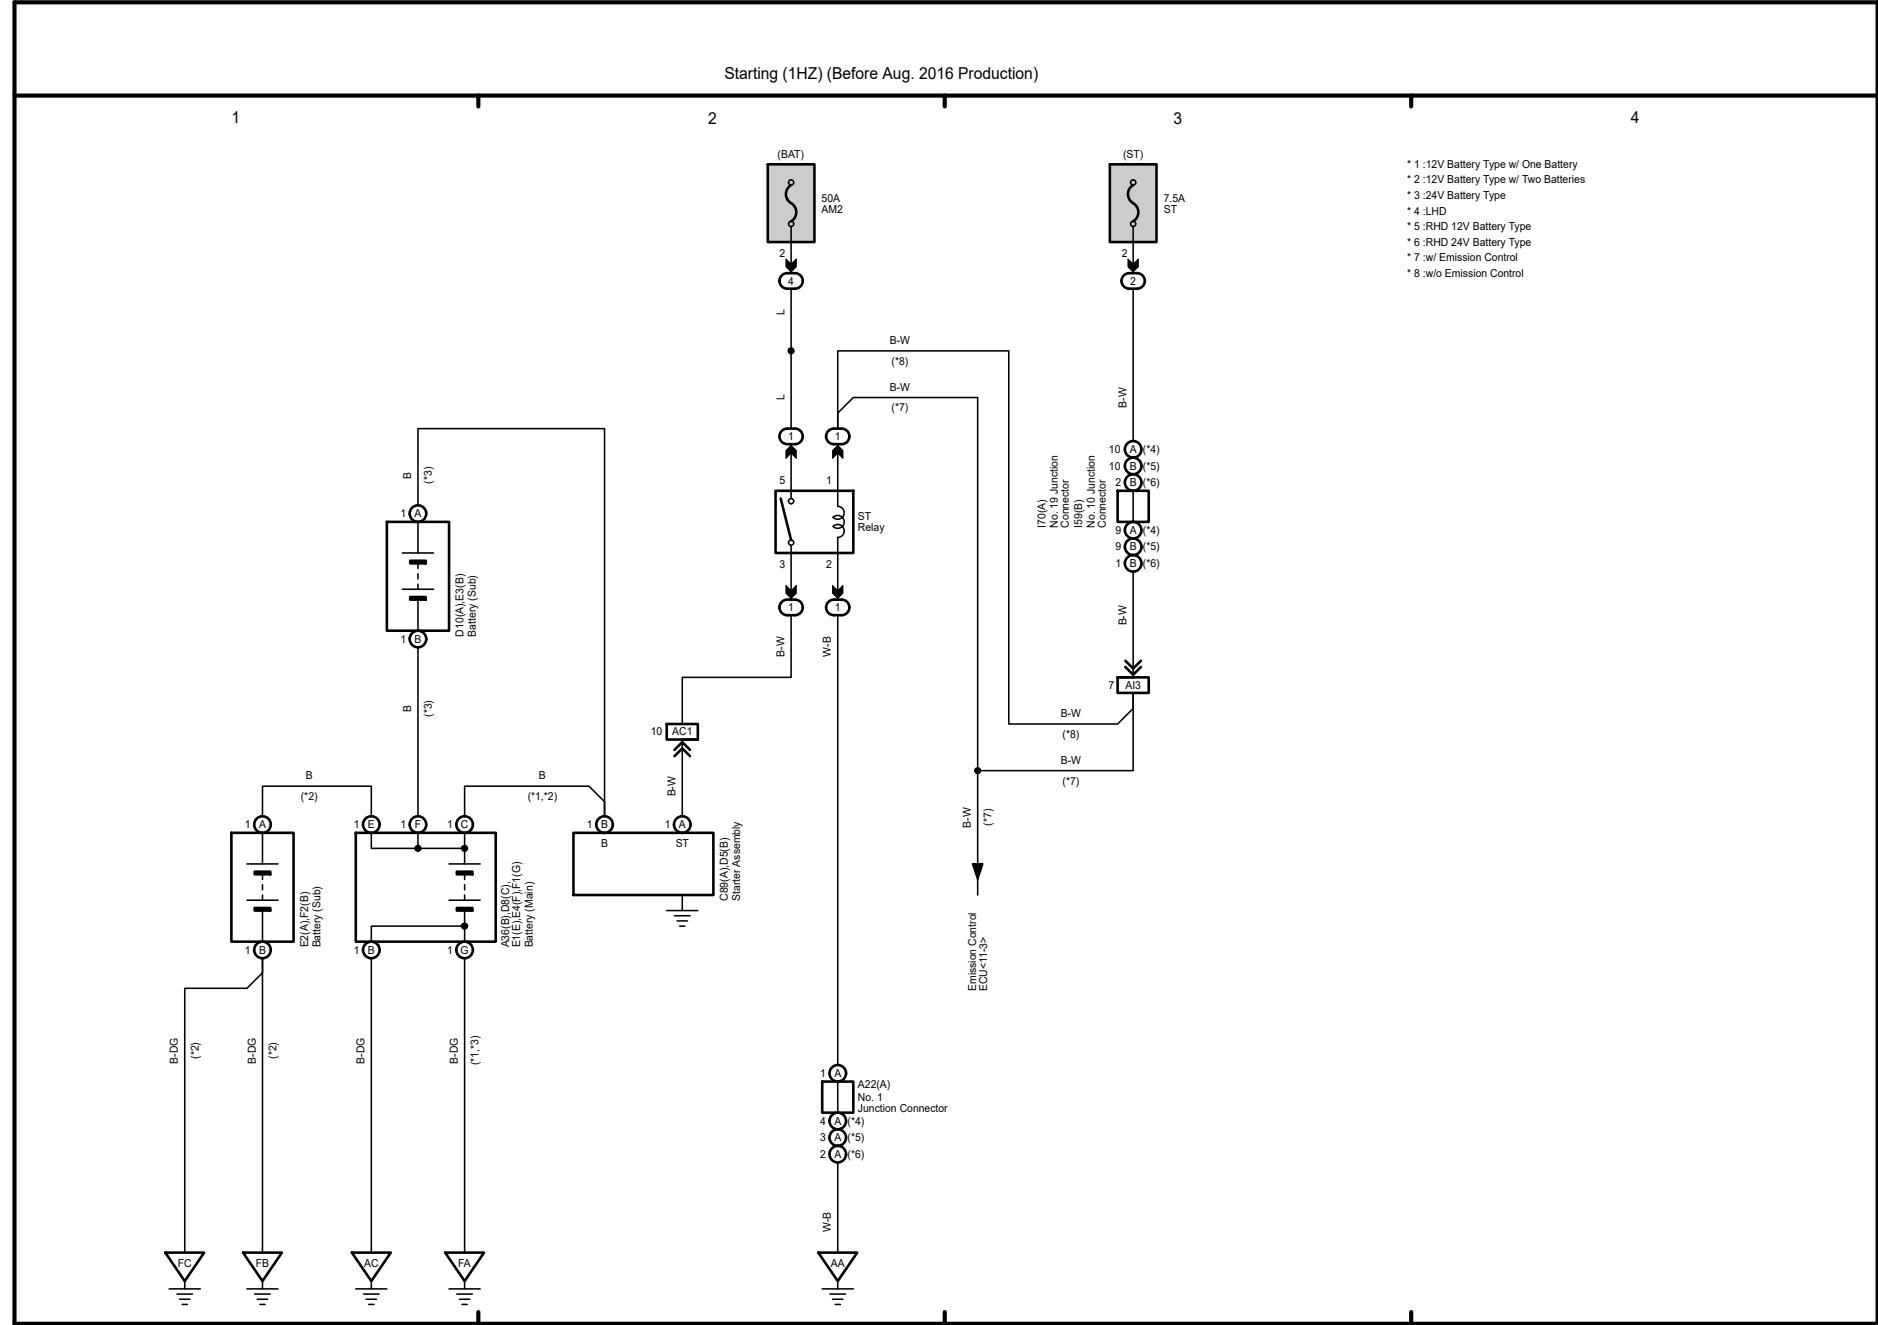 Starting (1HZ) (Before Aug. 2016 Production)
1
2
3
4
(BAT)
50A
AM2
2
4
L
L
(ST)
7.5A
ST
2
2
B-W
* 1 :12V Battery Type w/ One Battery
* 2 :12V Battery Type w/ Two Batteries
* 3 :24V Battery Type
* 4 :LHD
* 5 :RHD 12V Battery Type
* 6 :RHD 24V Battery Type
* 7 :w/ Emission Control
* 8 :w/o Emission Control
B-W
(*8)
B-W
(*7)
1
1
5
1
ST
Relay
3
2
1
1
B-W
W-B
10 A (*4)
10 B (*5)
2 B (*6)
I70(A)
No. 19 Junction
Connector
I59(B)
No. 10 Junction
Connector
9 A (*4)
9 B (*5)
1 B (*6)
B-W
7 AI3
B-W
(*8)
B-W
(*7)
B-W
(*7)
Emission Control
ECU<11-3>
B
(*3)
1 A
D10(A),E3(B)
Battery (Sub)
1 B
B
(*3)
10 AC1
B-W
B
(*2)
B
(*1,*2)
1 A
1 E
1 F
1 C
1 B
1 A
B
ST
E2(A),F2(B)
Battery (Sub)
A36(B),D8(C),
E1(E),E4(F),F1(G)
Battery (Main)
C89(A),D5(B)
Starter Assembly
1 B
1 B
1 G
B-DG
(*2)
B-DG
(*2)
B-DG
B-DG
(*1,*3)
1 A
A22(A)
No. 1
Junction Connector
4 A (*4)
3 A (*5)
2 A (*6)
W-B
FC
FB
AC
FA
AA